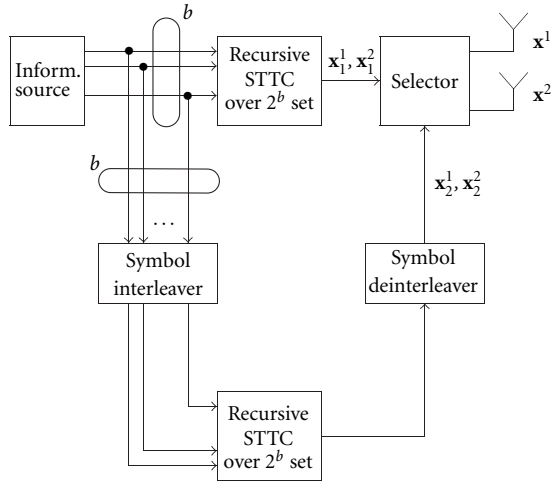 b
Inform.
source
Recursive
STTC
over 2^b set
x_1^1, x_1^2
Selector
x^1
x^2
b
x_2^1, x_2^2
...
Symbol
interleaver
Symbol
deinterleaver
Recursive
STTC
over 2^b set